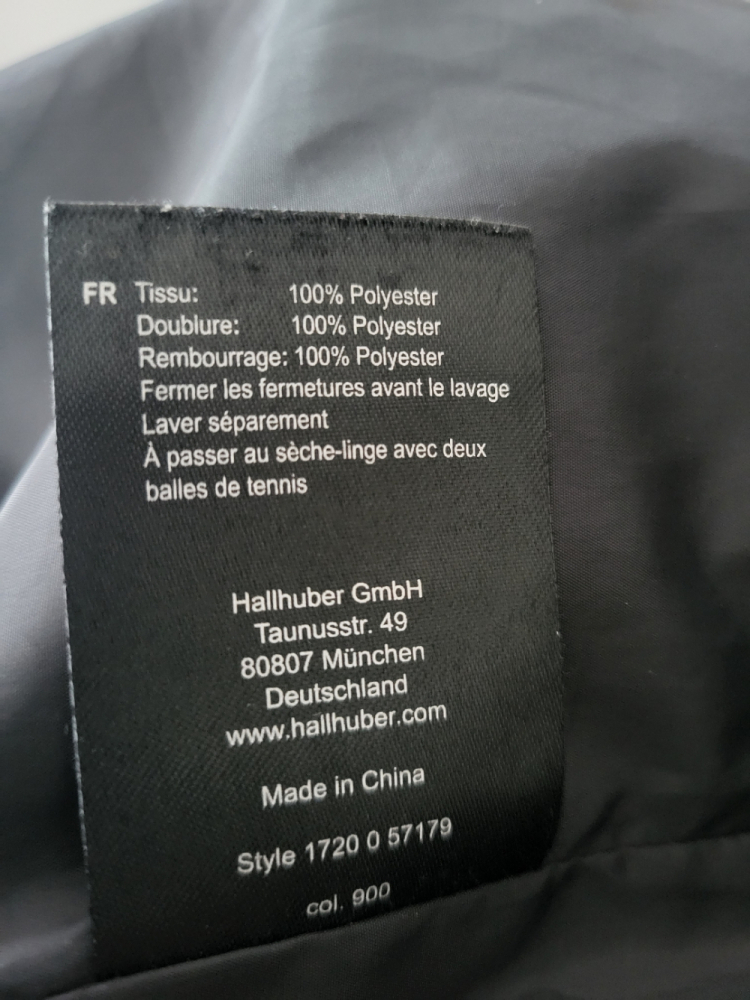 FR Tissu: 100% Polyester
Doublure: 100% Polyester
Rembourrage: 100% Polyester
Fermer les fermetures avant le lavage
Laver séparement
À passer au sèche-linge avec deux
balles de tennis
Hallhuber GmbH
Taunusstr. 49
80807 München
Deutschland
www.hallhuber.com
Made in China
Style 1720 0 57179
col. 900